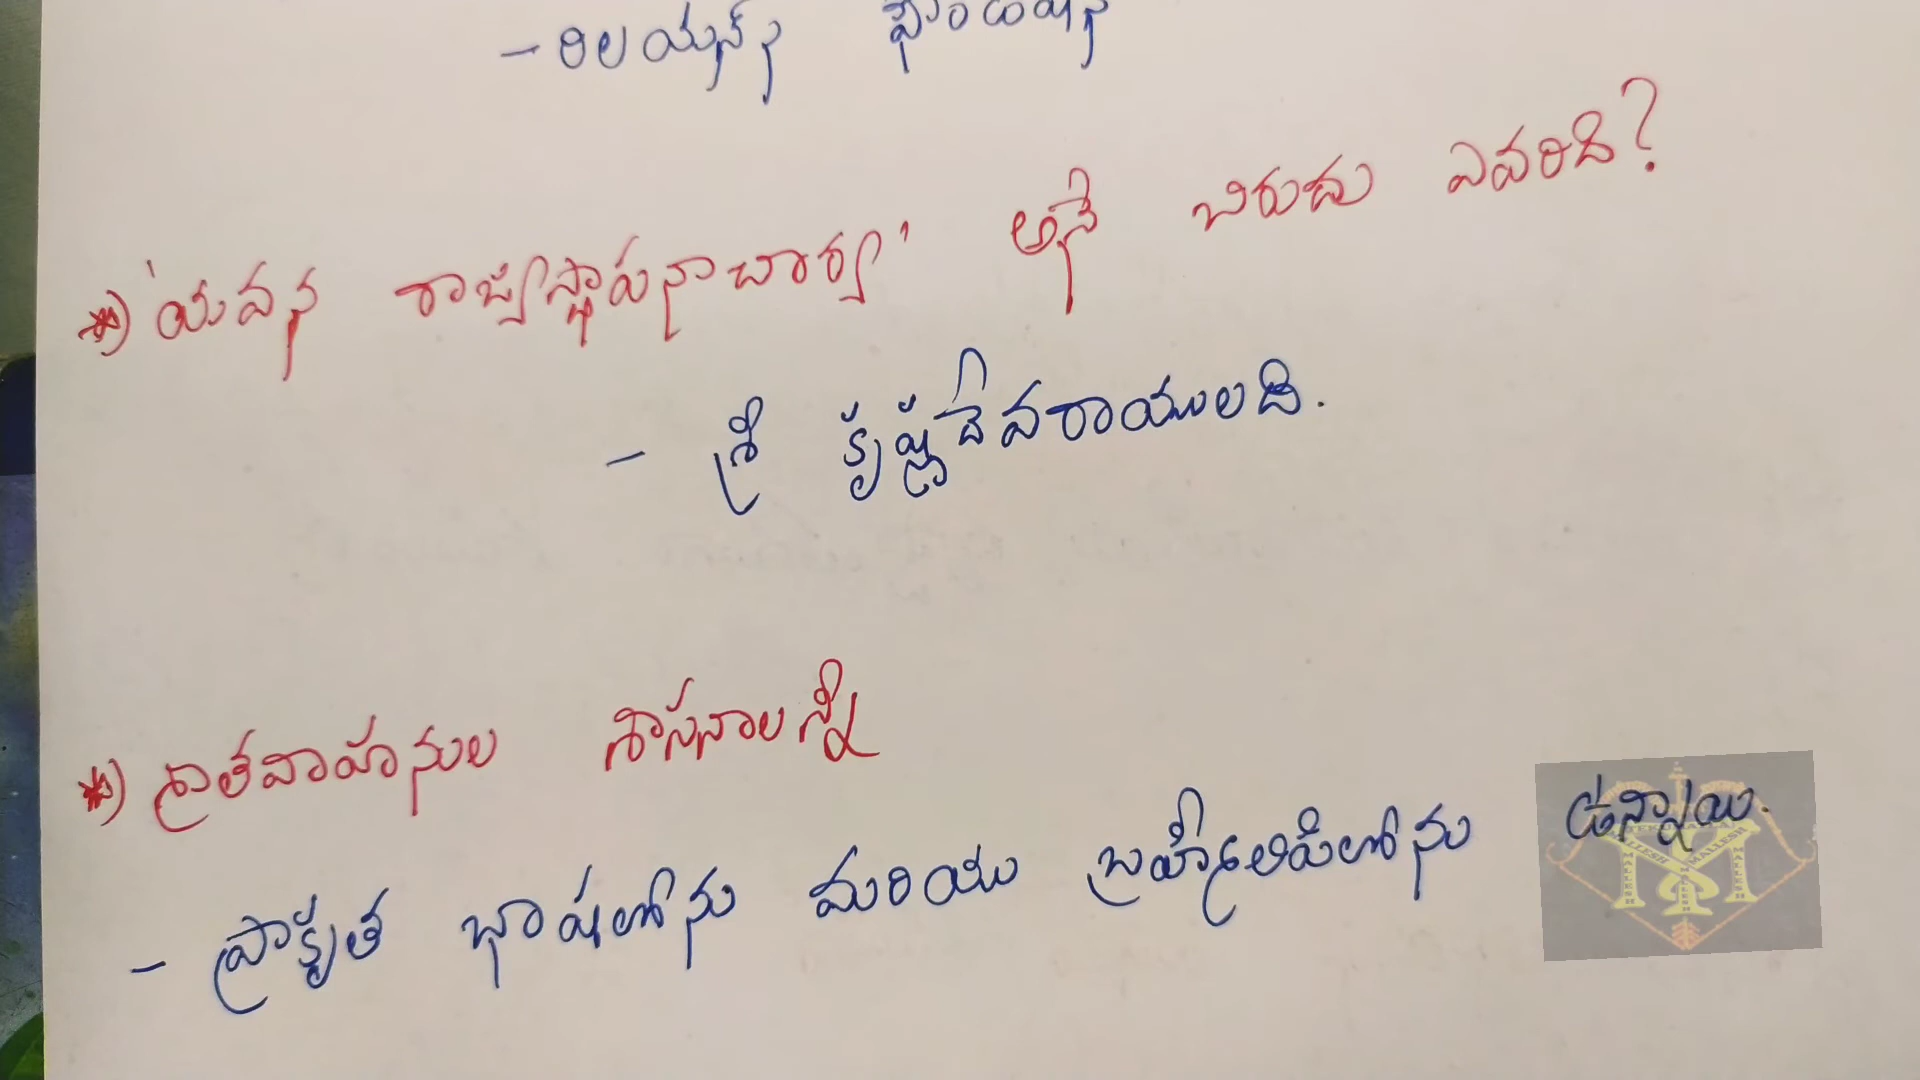 - రిలయన్స్ ఫౌండేషన్
*) 'యవన రాజ్యస్థాపనాచార్య' అనే బిరుదు ఎవరిది?
- శ్రీ కృష్ణదేవరాయులది.
*) శాతవాహనుల శాసనాలన్నీ
- ప్రాకృత భాషలోను మరియు బ్రాహ్మీలిపిలోను ఉన్నాయి.